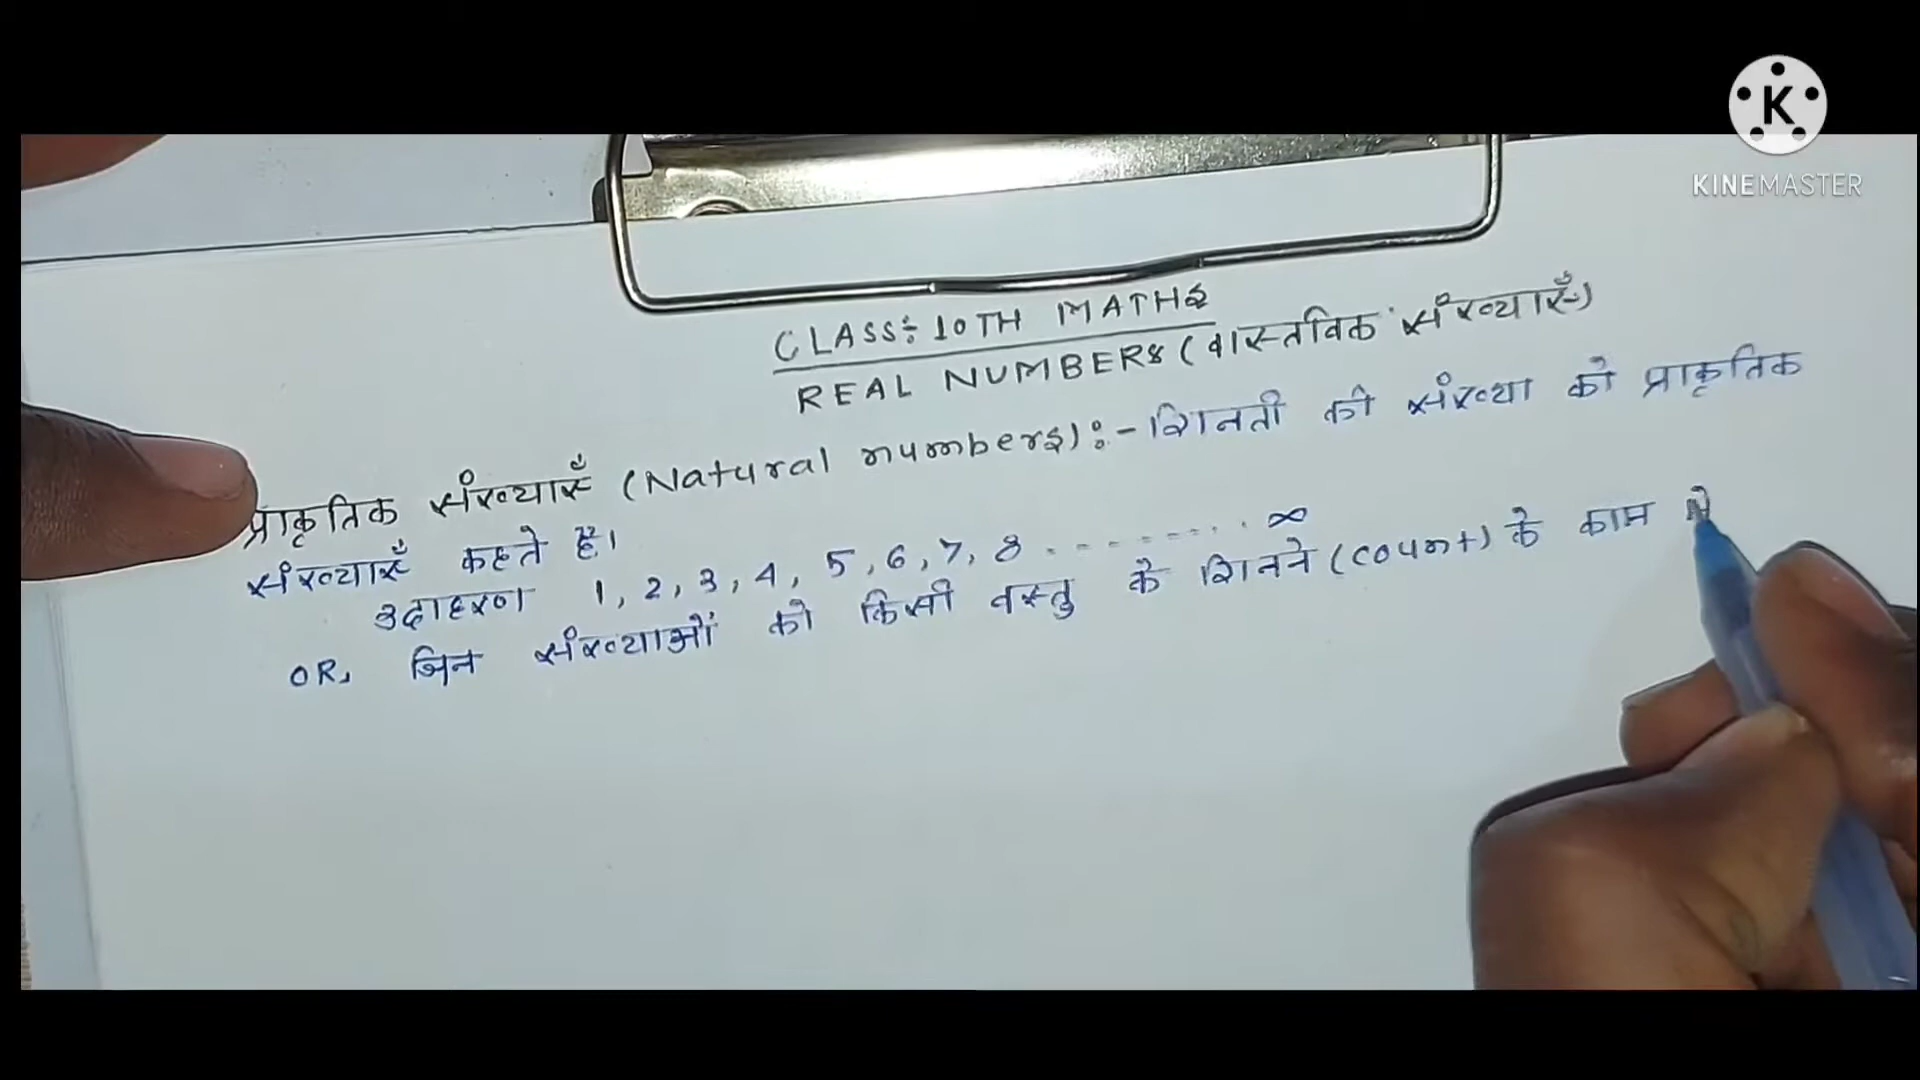 K
KINEMASTER
CLASS:- 10TH MATHS
REAL NUMBERS (वास्तविक संख्याएँ)
प्राकृतिक संख्याएँ (Natural numbers):- गिनती की संख्या को प्राकृतिक
संख्याएँ कहते हैं।
उदाहरण 1, 2, 3, 4, 5, 6, 7, 8 - - - - - - - - - ∞
OR, जिन संख्याओं को किसी वस्तु के गिनने (count) के काम